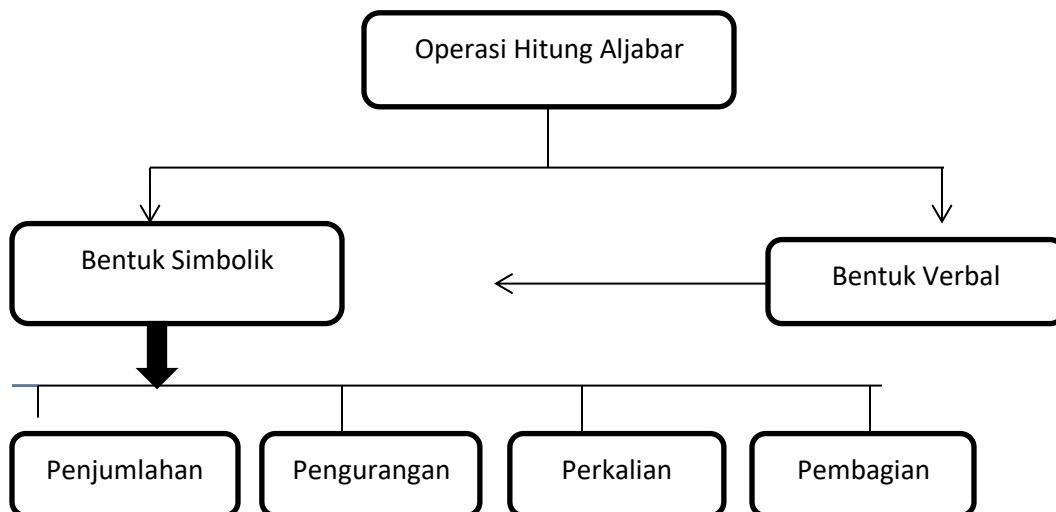 Operasi Hitung Aljabar
Bentuk Simbolik
Bentuk Verbal
Penjumlahan
Pengurangan
Perkalian
Pembagian